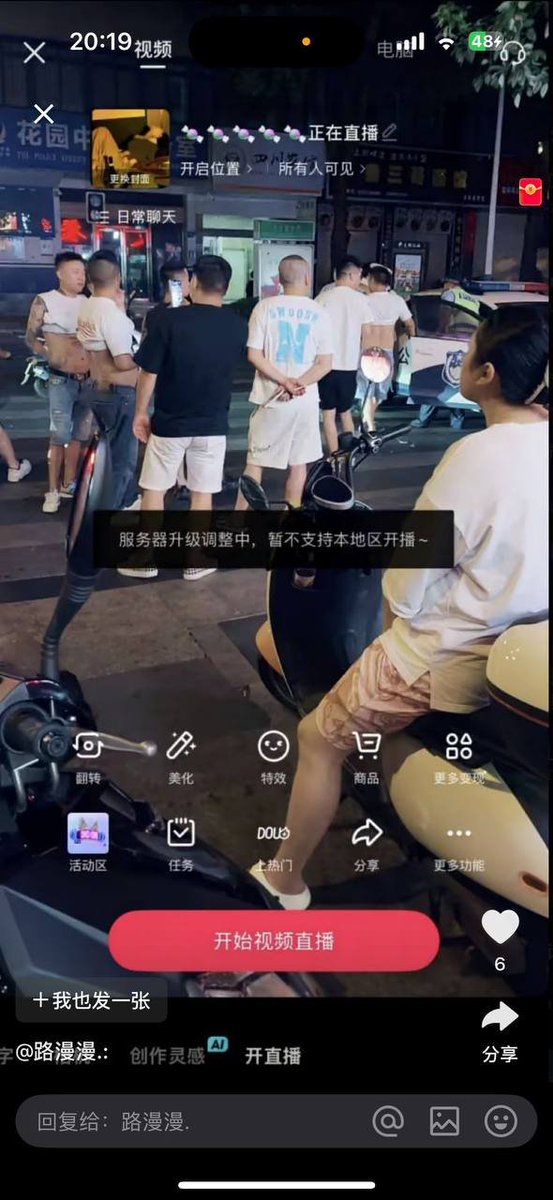 20:19
视频
电脑
48
正在直播
更换封面
开启位置
所有人可见
日常聊天
花园
服务器升级调整中，暂不支持本地区开播~
翻转
美化
特效
商品
更多变现
活动区
任务
DOU+
上热门
分享
更多功能
开始视频直播
6
+我也发一张
分享
@路漫漫.:
创作灵感
AI
开直播
回复给：路漫漫.